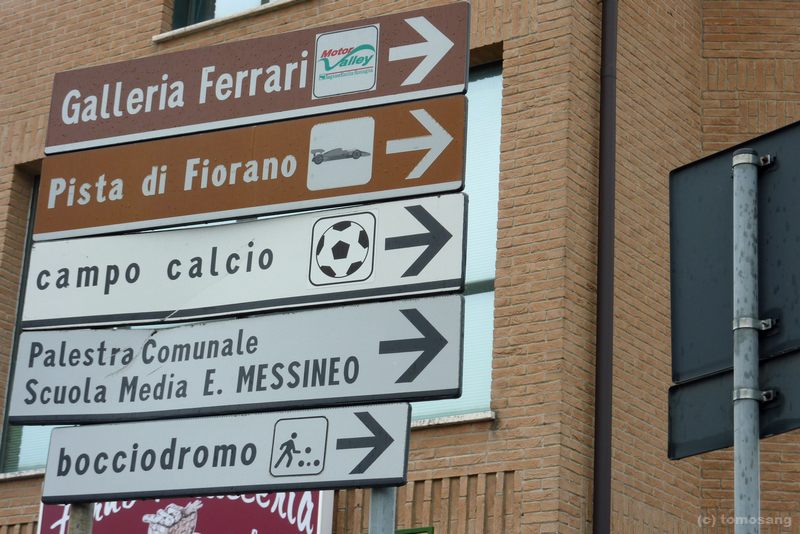 Galleria Ferrari
Motor
Valley
Pista di Fiorano
campo calcio
Palestra Comunale
Scuola Media E. MESSINEO
bocciodromo
(c) tomosang